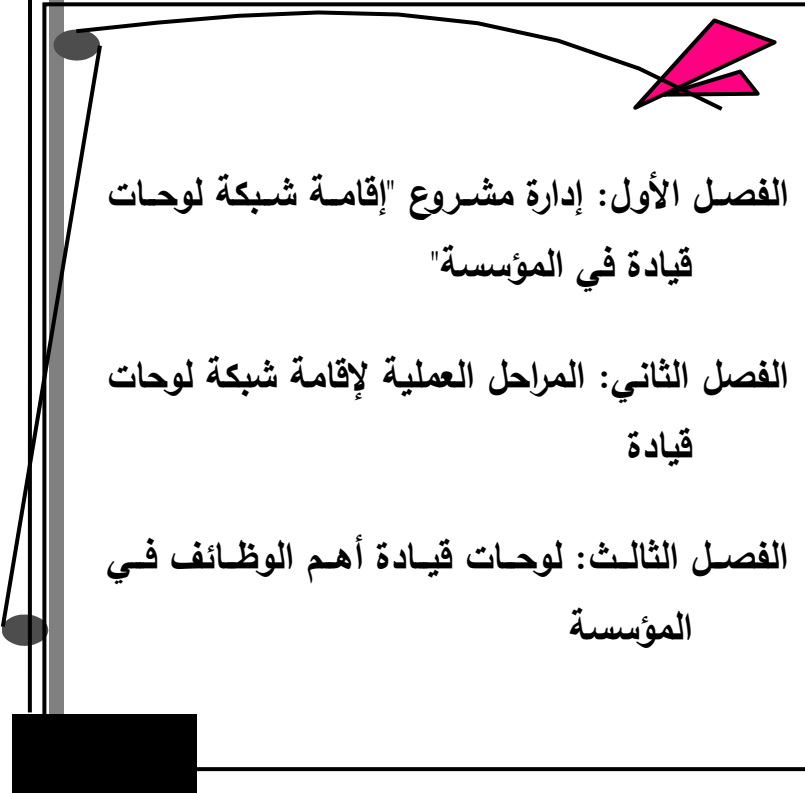 الفصل الأول: إدارة مشروع "إقامة شبكة لوحات
قيادة في المؤسسة"
الفصل الثاني: المراحل العملية لإقامة شبكة لوحات
قيادة
الفصل الثالث: لوحات قيادة أهم الوظائف في
المؤسسة